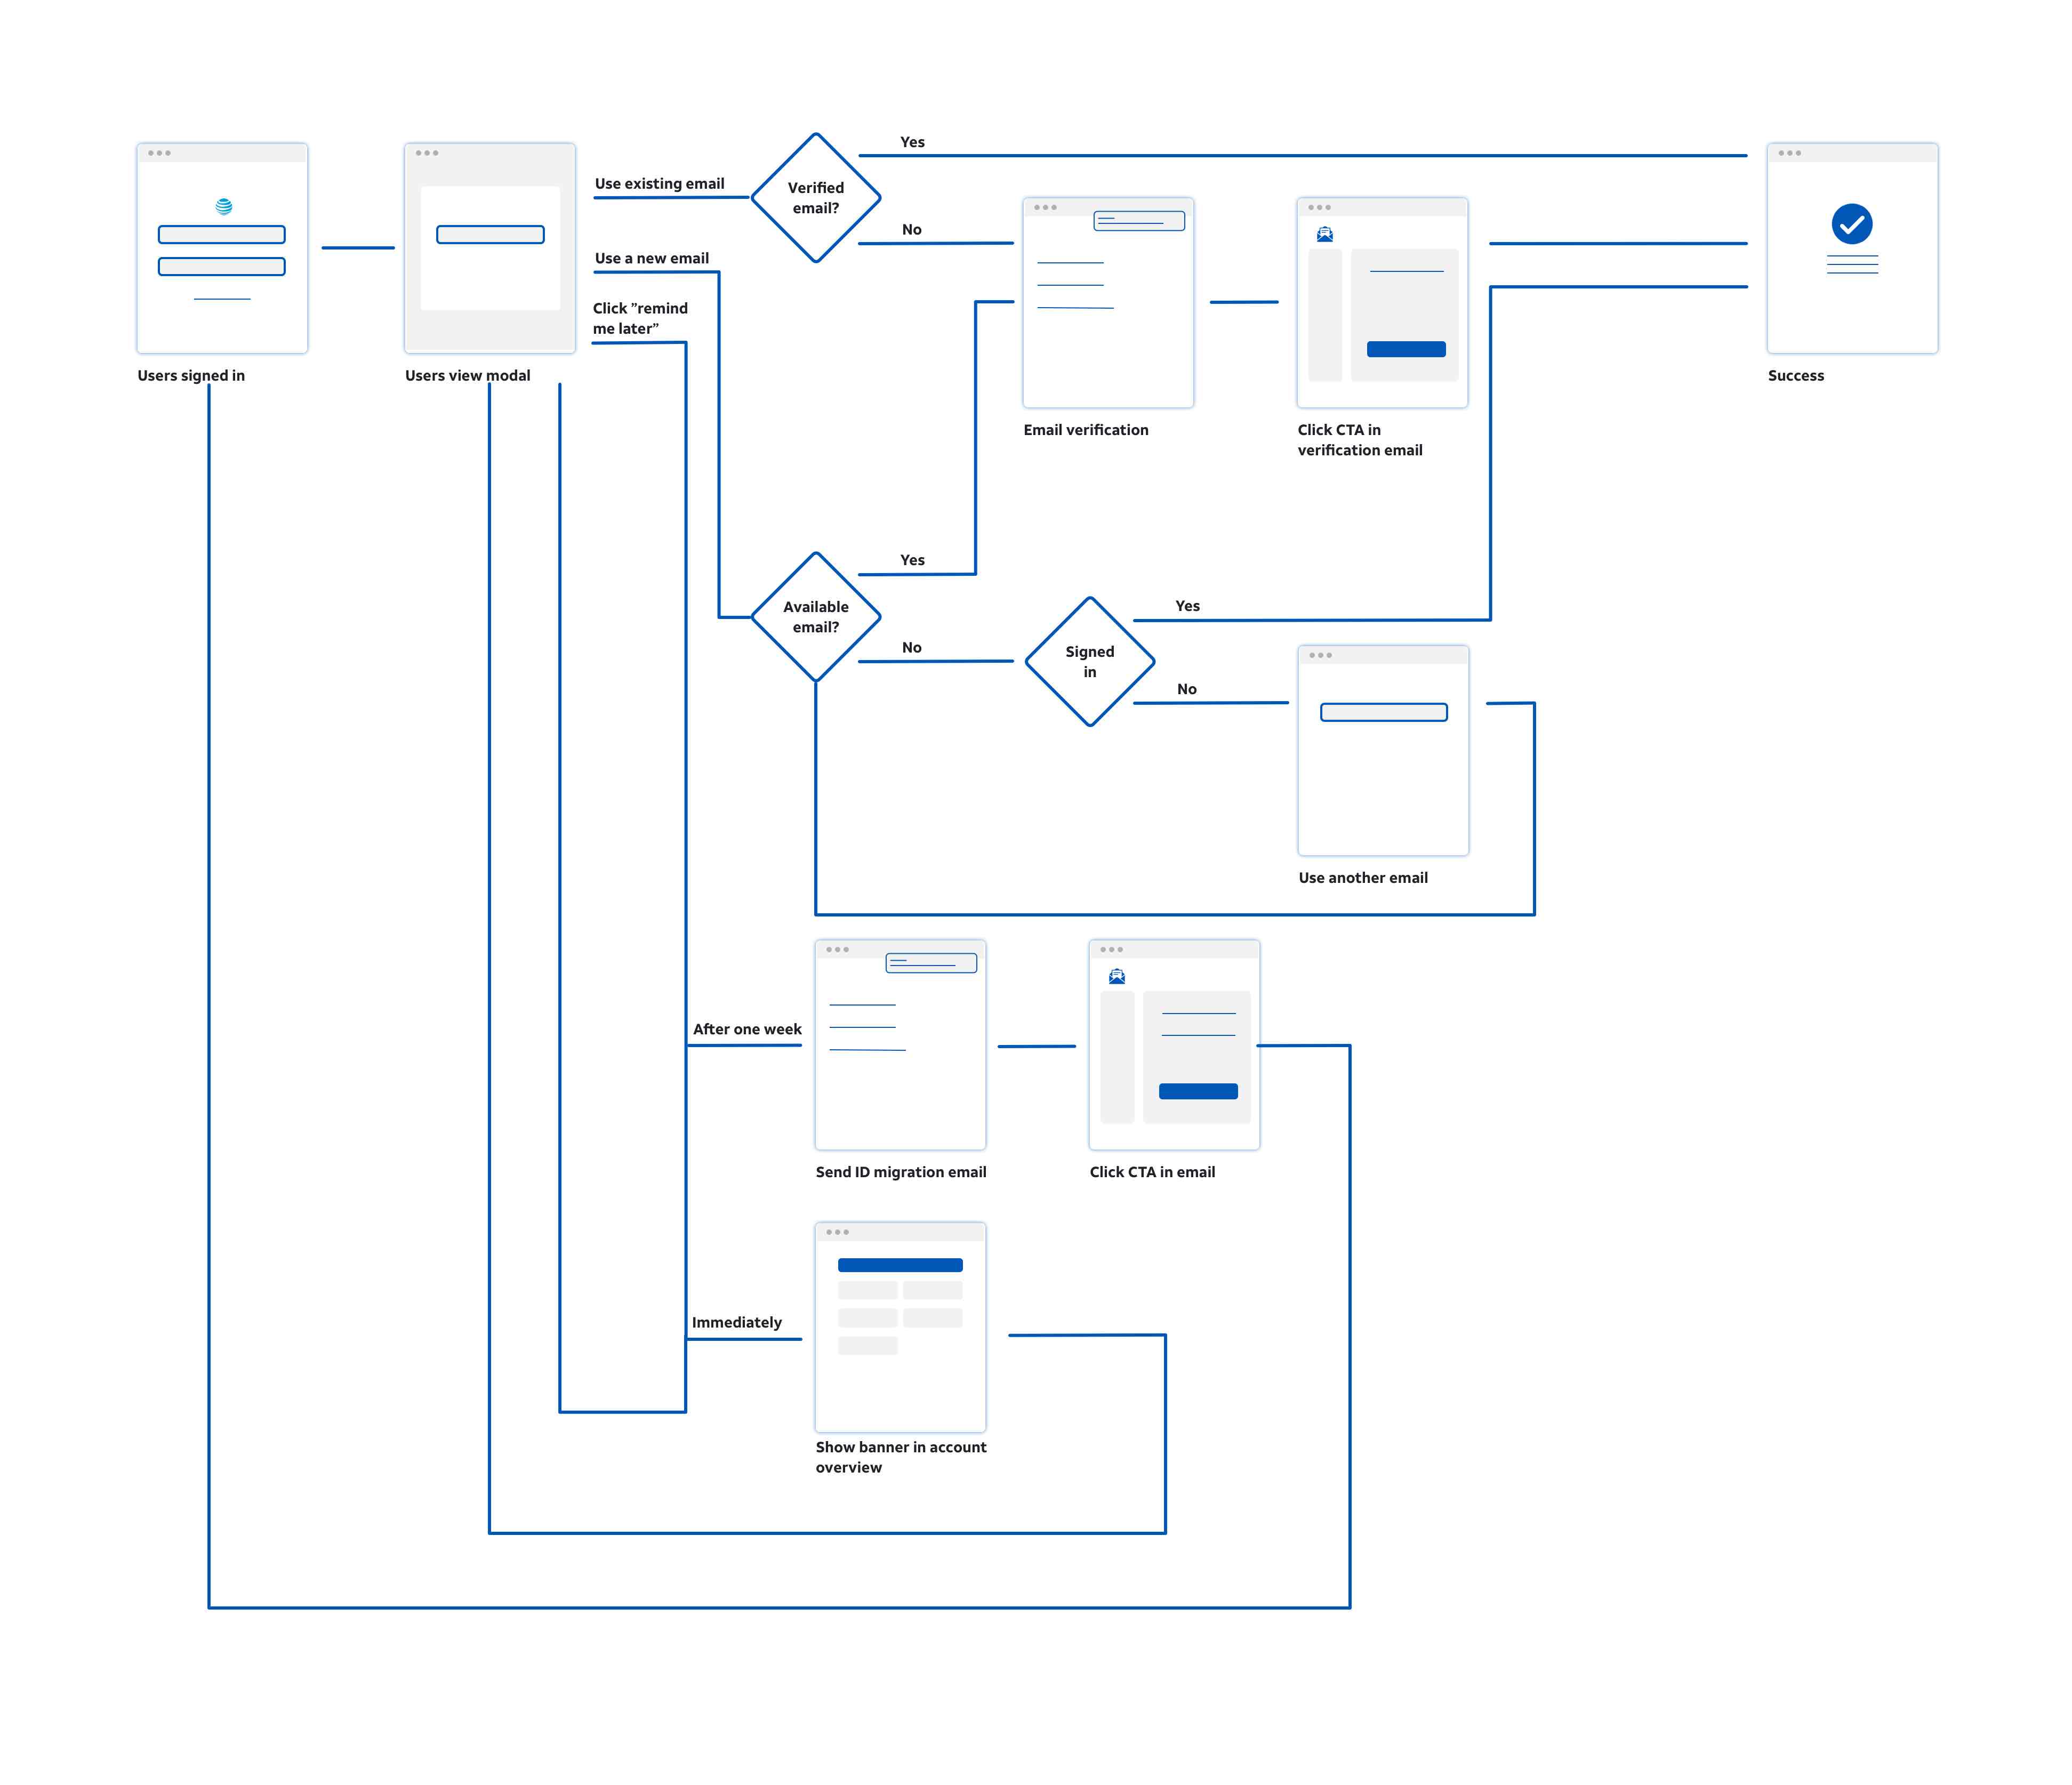 Yes
Use existing email
Verified
email?
No
Use a new email
Click ”remind
me later”
Users signed in
Users view modal
Success
Email verification
Click CTA in
verification email
Yes
Available
email?
No
Yes
Signed
in
No
Use another email
After one week
Send ID migration email
Click CTA in email
Immediately
Show banner in account
overview